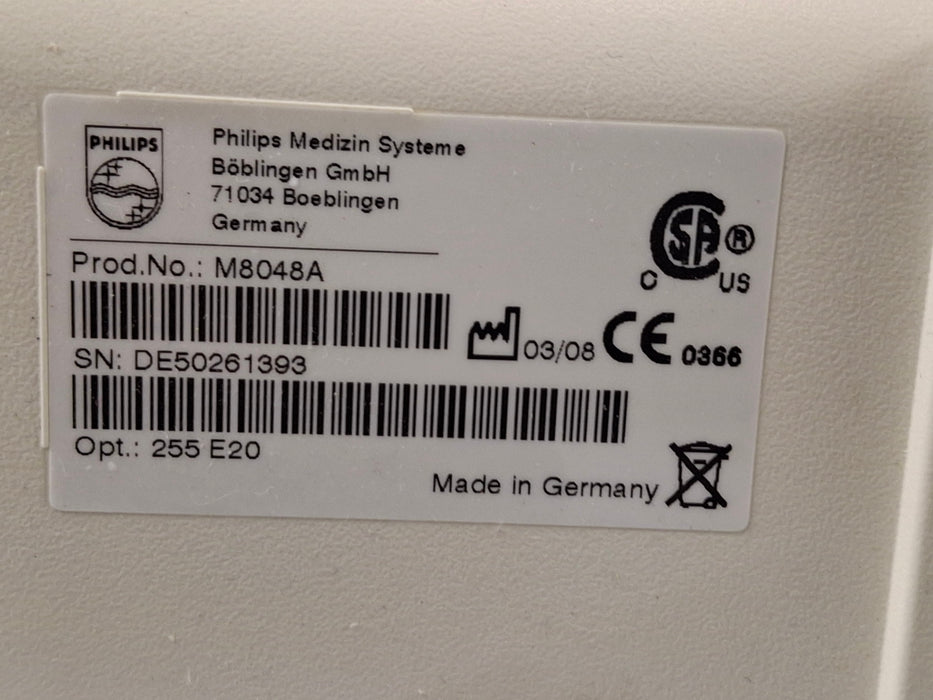 PHILIPS
Philips Medizin Systeme
Böblingen GmbH
71034 Boeblingen
Germany
Prod.No.: M8048A
SN: DE50261393
Opt.: 255 E20
03/08
CE 0366
CSA ®
C US
Made in Germany